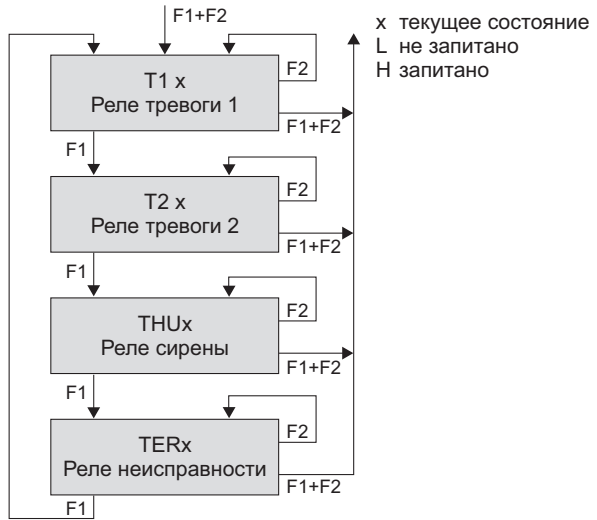 F1+F2
x текущее состояние
L не запитано
H запитано
T1 x
Реле тревоги 1
F2
F1+F2
F1
T2 x
Реле тревоги 2
F2
F1+F2
F1
THUx
Реле сирены
F2
F1+F2
F1
TERx
Реле неисправности
F2
F1+F2
F1